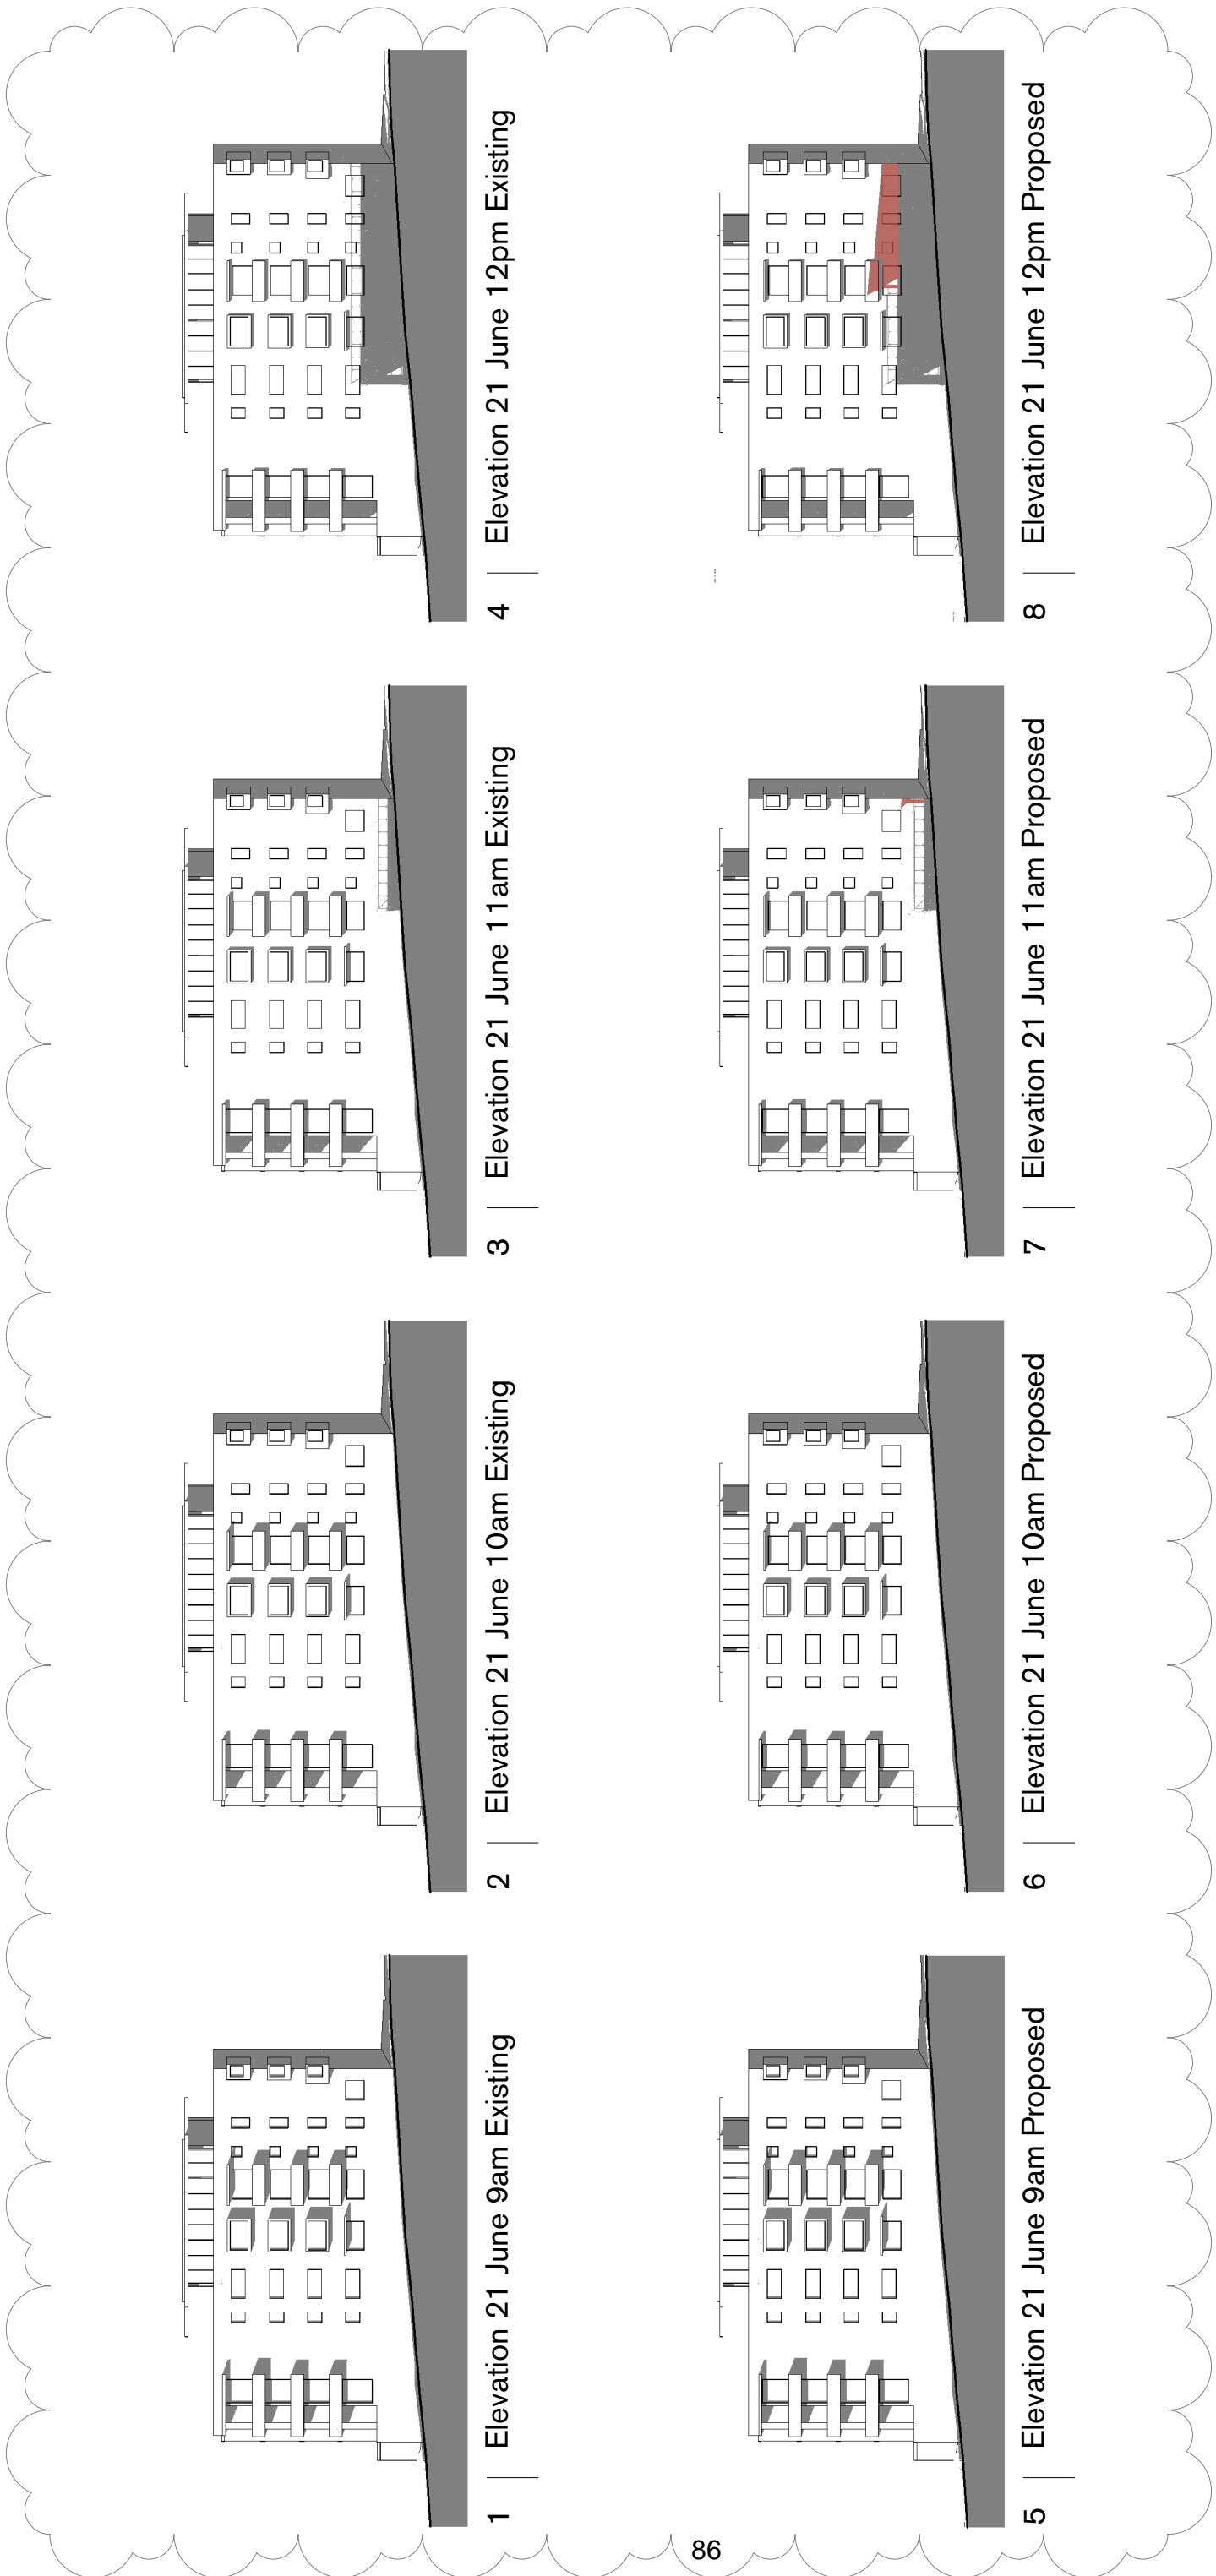 1 Elevation 21 June 9am Existing
2 Elevation 21 June 10am Existing
3 Elevation 21 June 11am Existing
4 Elevation 21 June 12pm Existing
5 Elevation 21 June 9am Proposed
6 Elevation 21 June 10am Proposed
7 Elevation 21 June 11am Proposed
8 Elevation 21 June 12pm Proposed
86